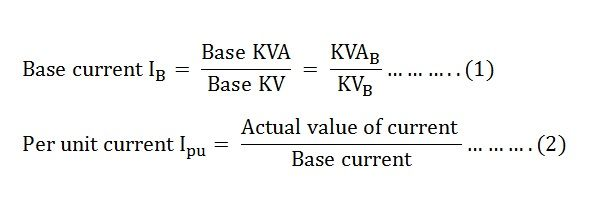 Base current I_B = Base KVA / Base KV = KVA_B / KV_B … … … . . (1)
Per unit current I_pu = Actual value of current / Base current … … … . (2)